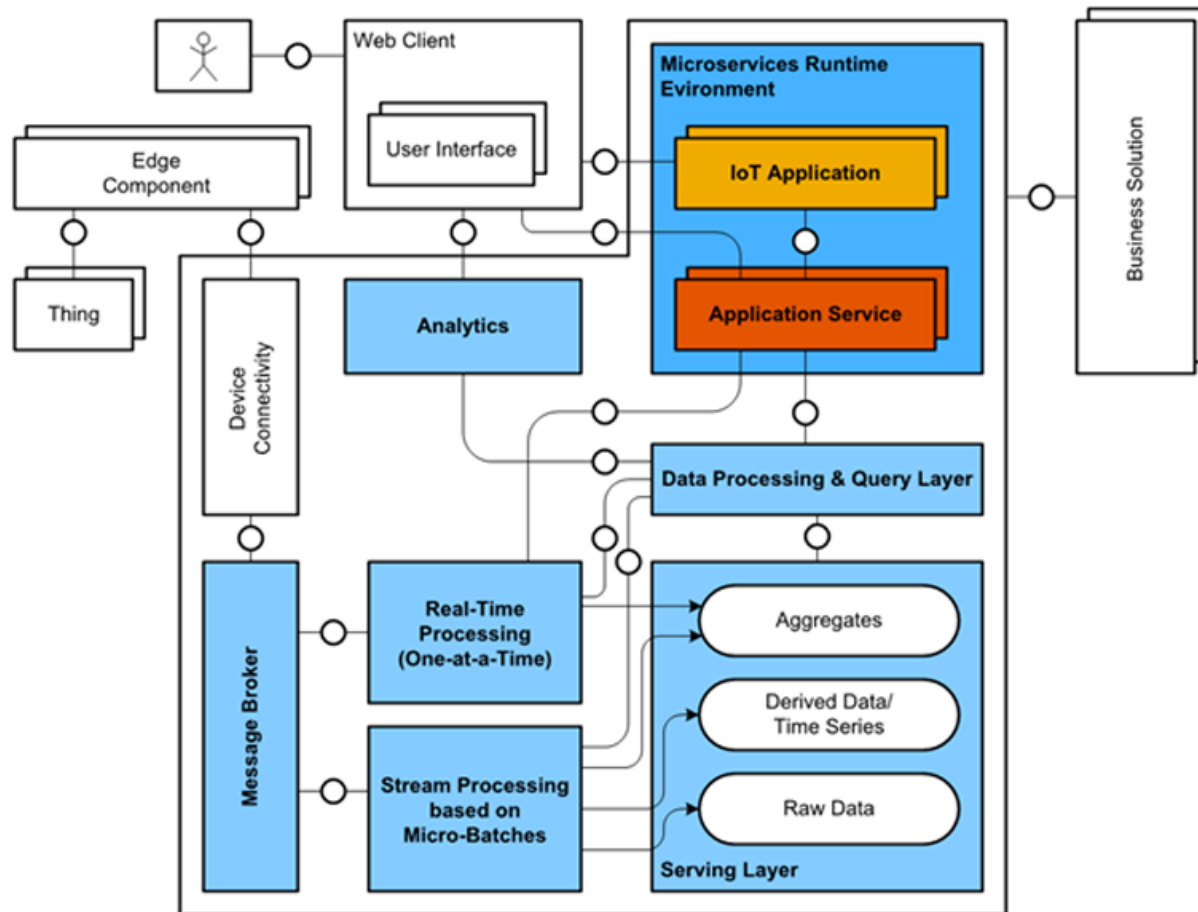 Web Client
User Interface
Microservices Runtime
Evironment
IoT Application
Application Service
Business Solution
Edge
Component
Thing
Device
Connectivity
Analytics
Data Processing & Query Layer
Message Broker
Real-Time
Processing
(One-at-a-Time)
Stream Processing
based on
Micro-Batches
Aggregates
Derived Data/
Time Series
Raw Data
Serving Layer